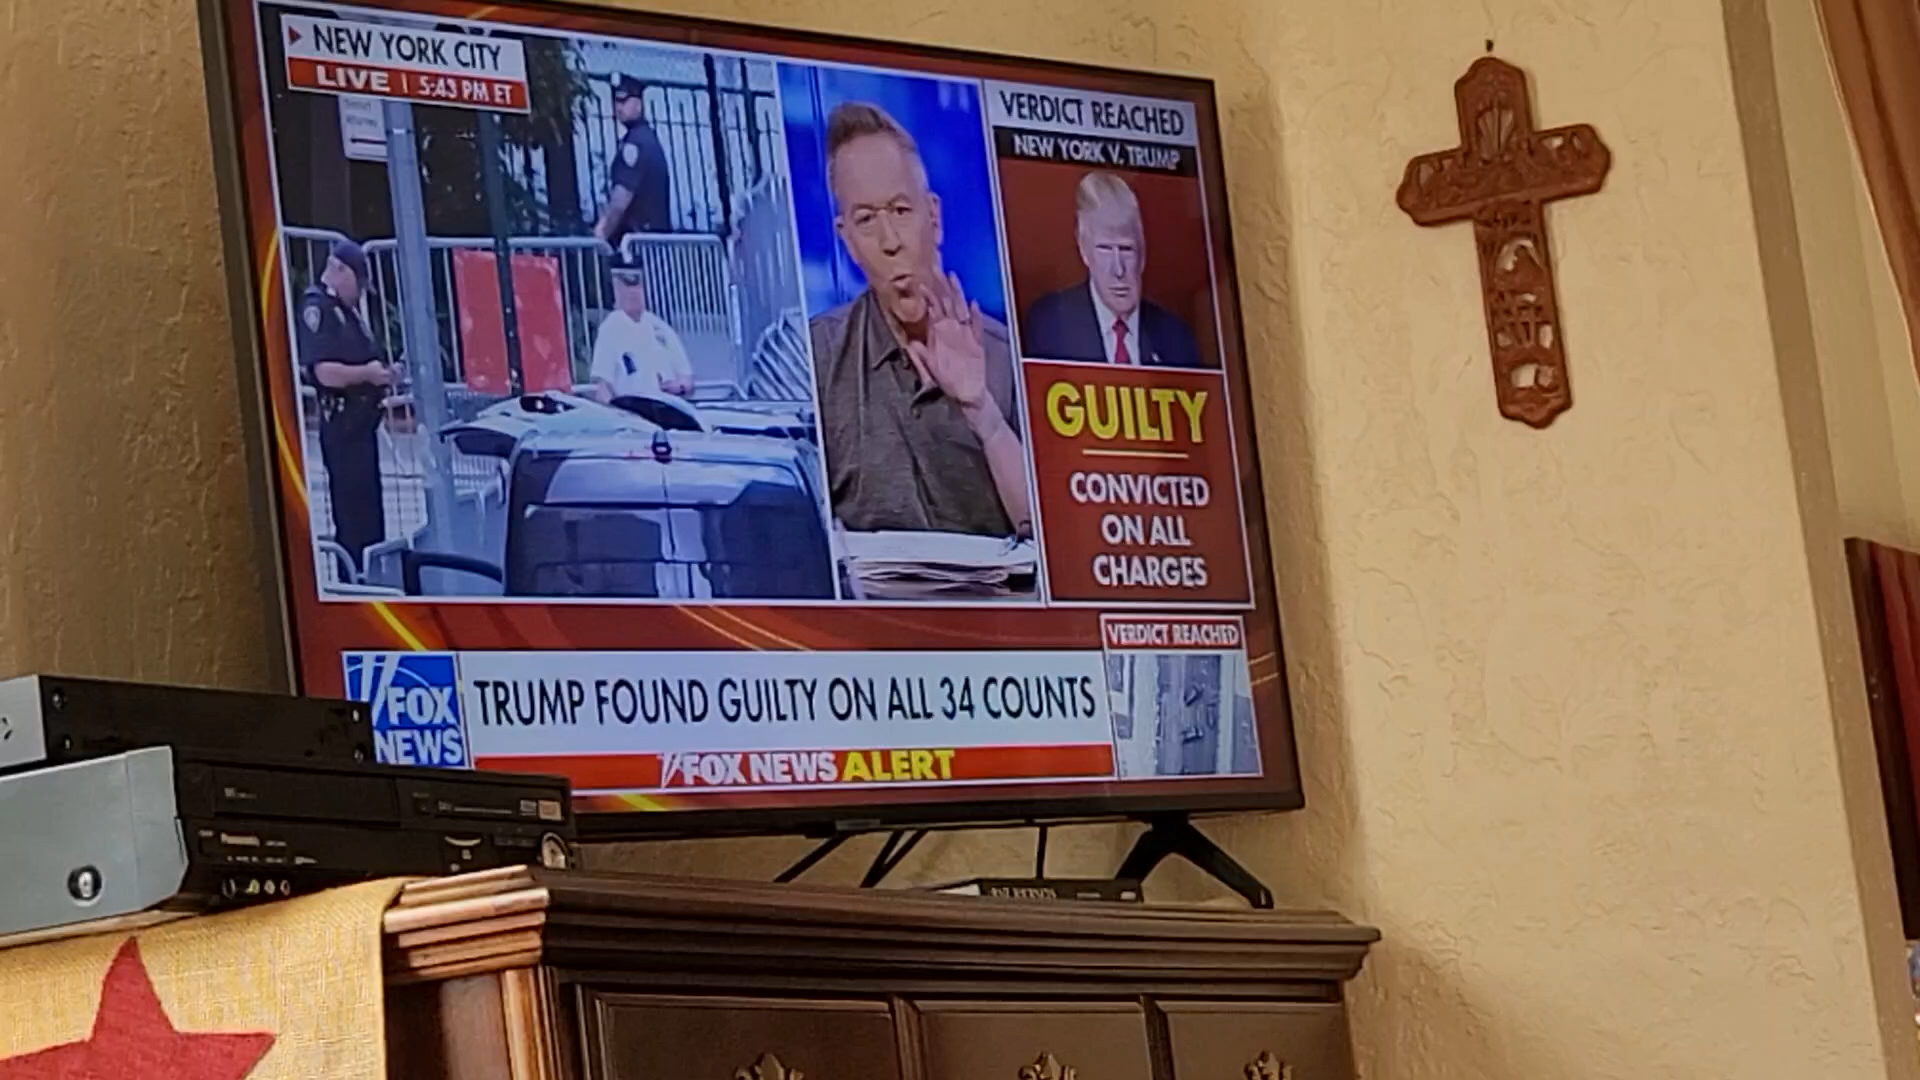 NEW YORK CITY
LIVE | 5:43 PM ET
VERDICT REACHED
NEW YORK V. TRUMP
GUILTY
CONVICTED
ON ALL
CHARGES
VERDICT REACHED
FOX
NEWS
TRUMP FOUND GUILTY ON ALL 34 COUNTS
FOX NEWS ALERT
Panasonic